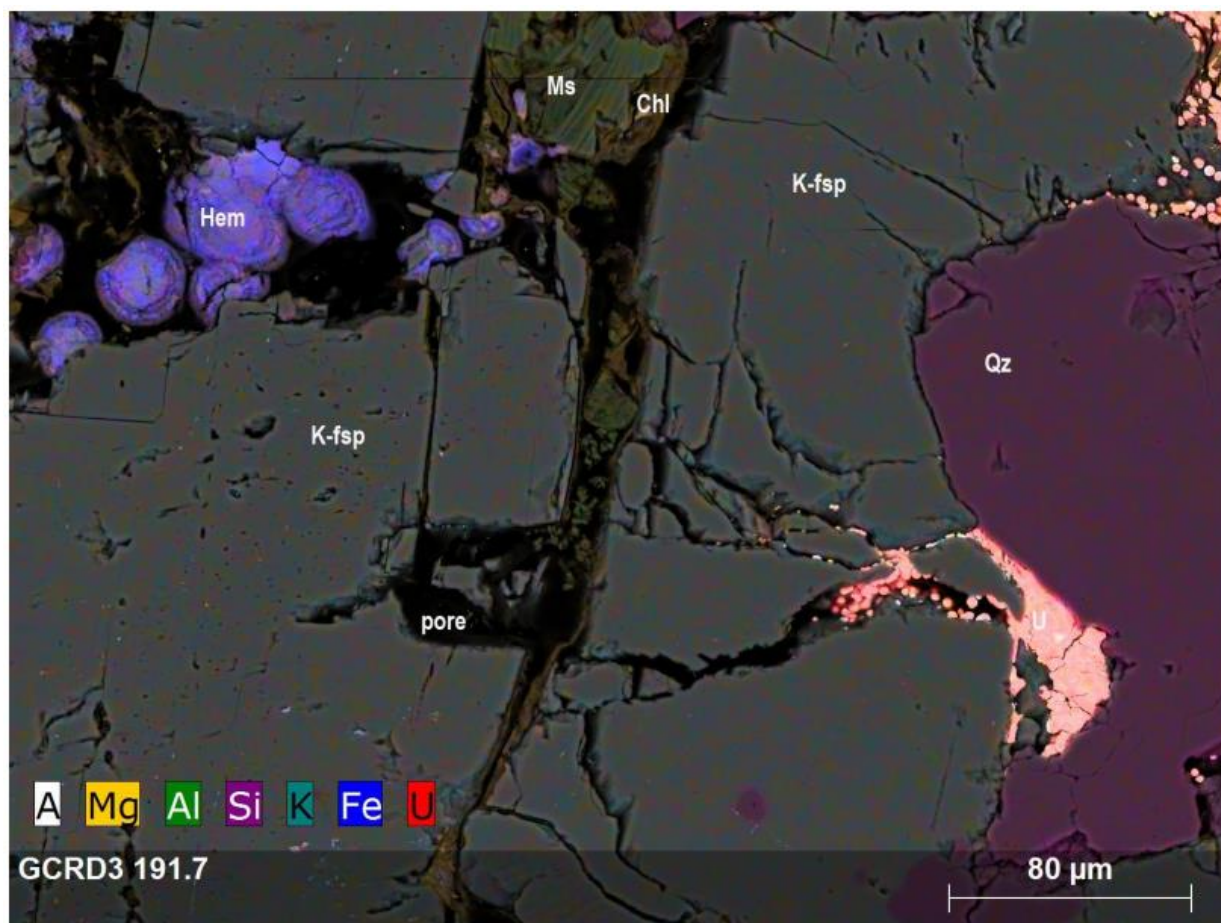 Ms
Chl
K-fsp
Hem
Qz
K-fsp
pore
U
A Mg Al Si K Fe U
GCRD3 191.7
80 µm